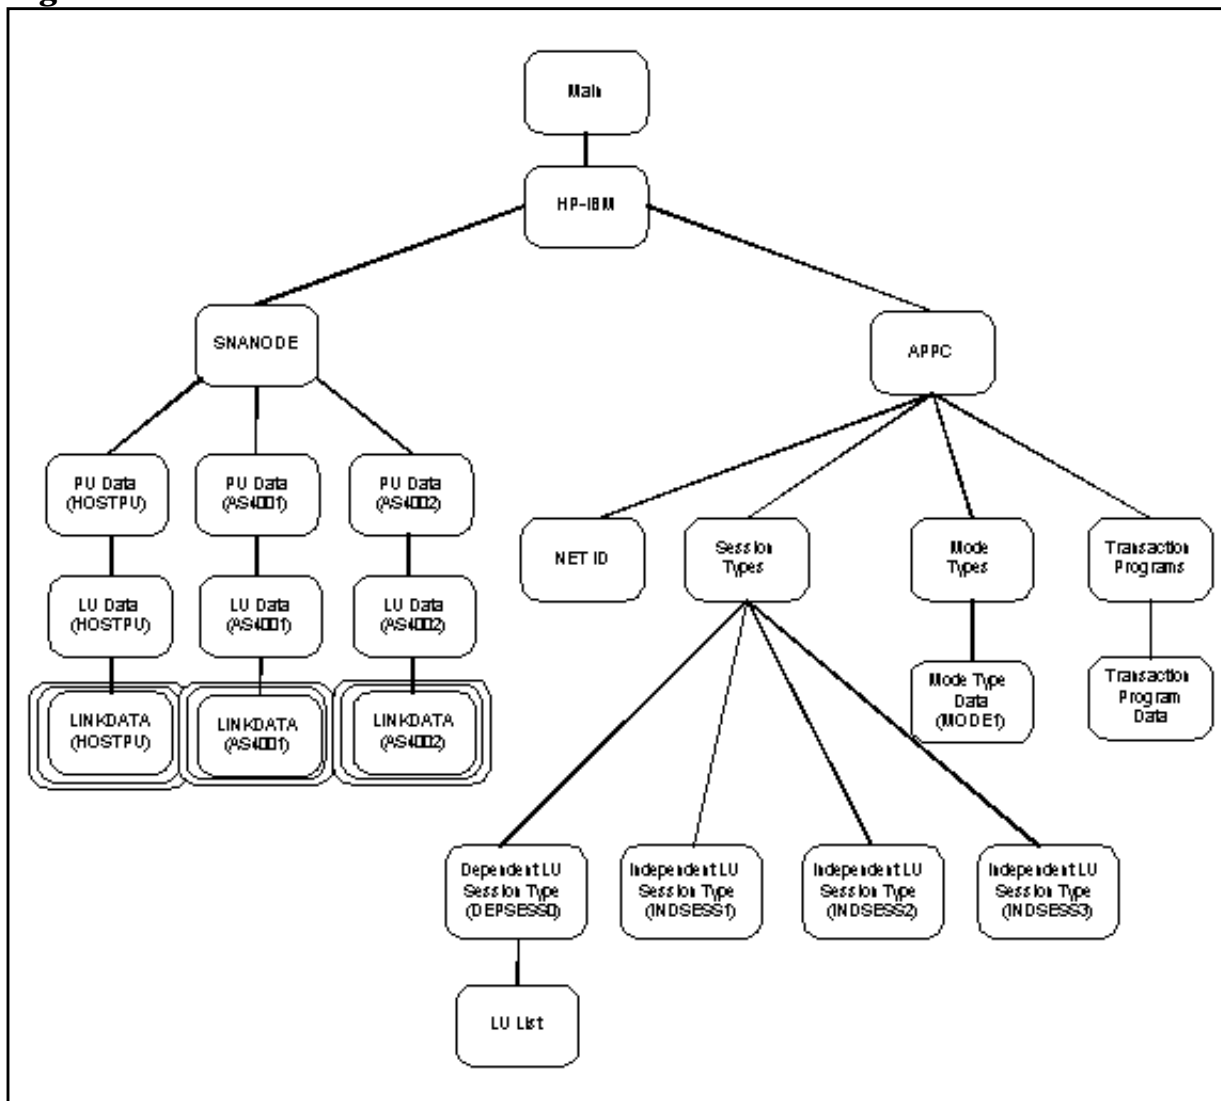 Main
HP-IBM
SNANODE
APPC
PU Data
(HOSTPU)
PU Data
(AS4001)
PU Data
(AS4002)
NET ID
Session
Types
Mode
Types
Transaction
Programs
LU Data
(HOSTPU)
LU Data
(AS4001)
LU Data
(AS4002)
LINKDATA
(HOSTPU)
LINKDATA
(AS4001)
LINKDATA
(AS4002)
Mode Type
Data
(MODE1)
Transaction
Program
Data
Dependent LU
Session Type
(DEPSESS0)
Independent LU
Session Type
(INDSESS1)
Independent LU
Session Type
(INDSESS2)
Independent LU
Session Type
(INDSESS3)
LU List